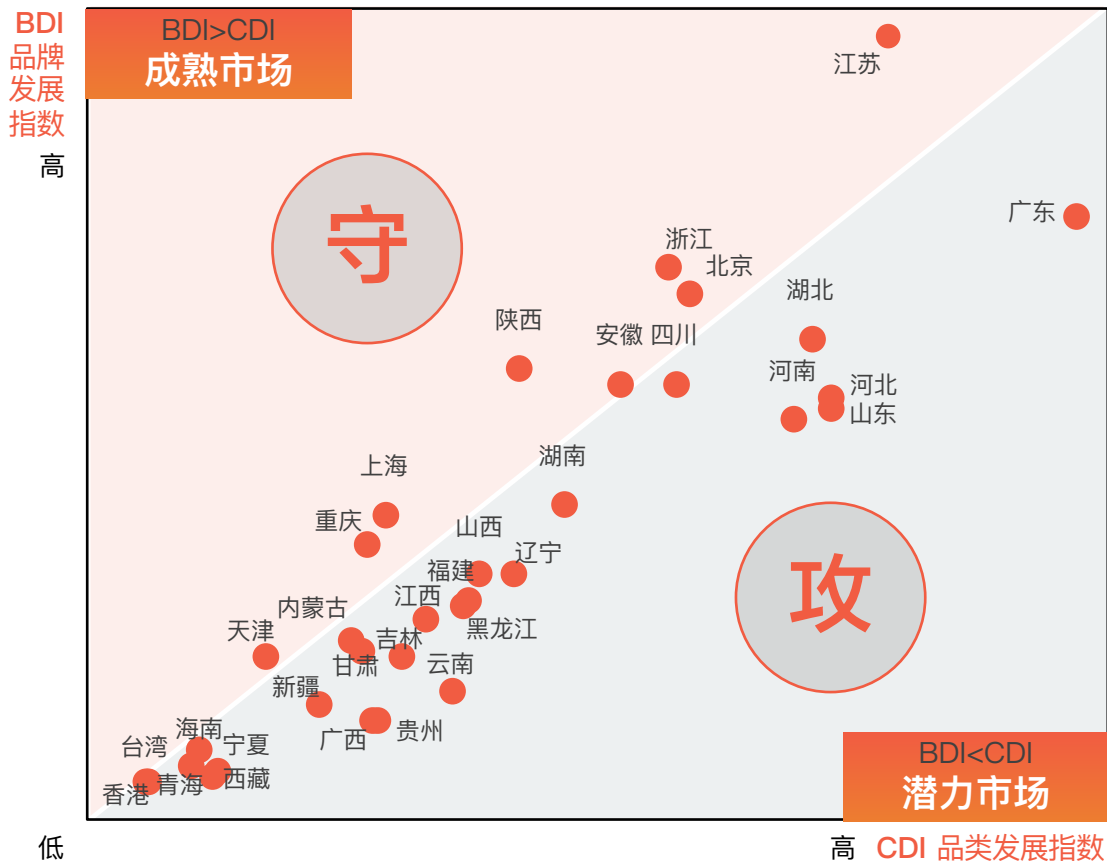 BDI
品牌
发展
指数
高
BDI>CDI
成熟市场
江苏
广东
守
浙江
北京
湖北
陕西
安徽 四川
河南
河北
山东
湖南
上海
重庆
山西
辽宁
福建
江西
黑龙江
内蒙古
吉林
天津
甘肃
云南
新疆
广西
贵州
攻
海南
台湾
宁夏
青海
西藏
香港
BDI<CDI
潜力市场
低
高 CDI 品类发展指数